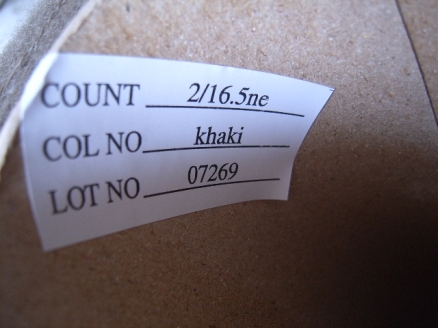 COUNT 2/16.5ne
COL NO khaki
LOT NO 07269